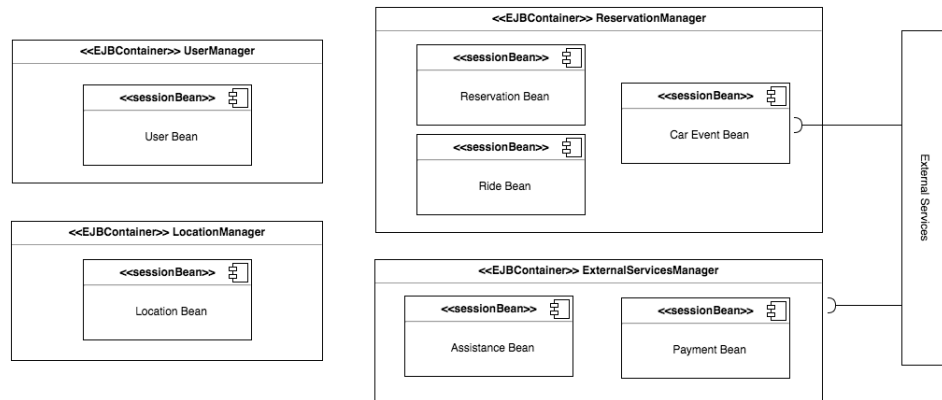 <<EJBContainer>> UserManager
<<sessionBean>>
User Bean
<<EJBContainer>> LocationManager
<<sessionBean>>
Location Bean
<<EJBContainer>> ReservationManager
<<sessionBean>>
Reservation Bean
<<sessionBean>>
Ride Bean
<<sessionBean>>
Car Event Bean
<<EJBContainer>> ExternalServicesManager
<<sessionBean>>
Assistance Bean
<<sessionBean>>
Payment Bean
External Services